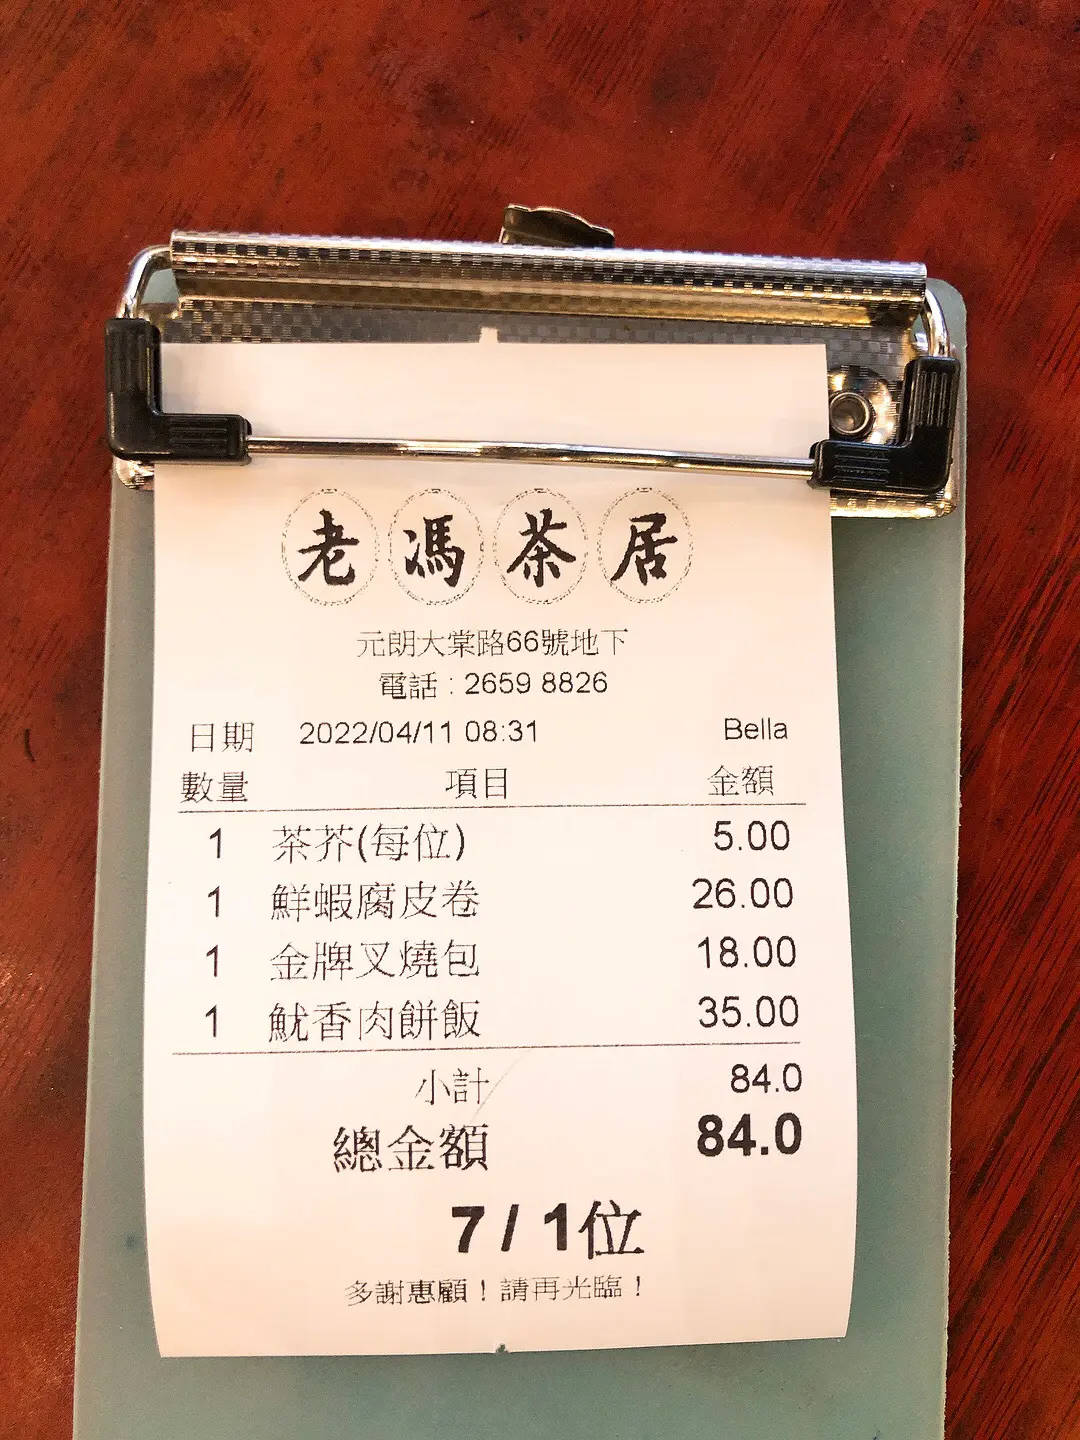 老馮茶居
元朗大棠路66號地下
電話 : 2659 8826
日期 2022/04/11 08:31 Bella
數量 項目 金額
1 茶芥(每位) 5.00
1 鮮蝦腐皮卷 26.00
1 金牌叉燒包 18.00
1 魷香肉餅飯 35.00
小計 84.0
總金額 84.0
7 / 1位
多謝惠顧！請再光臨！